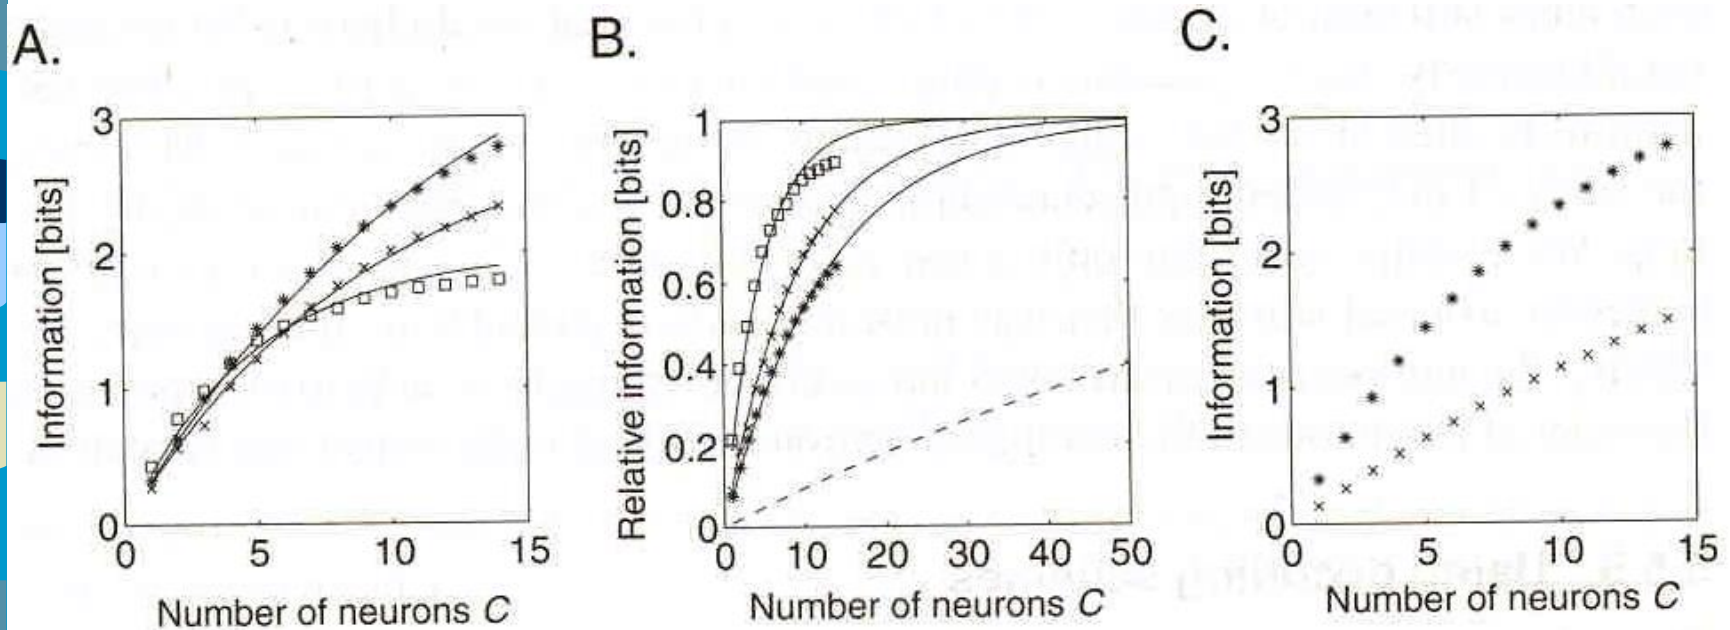 A.
Information [bits]
3
2
1
0
0 5 10 15
Number of neurons C
B.
Relative information [bits]
1
0.8
0.6
0.4
0.2
0
0 10 20 30 40 50
Number of neurons C
C.
Information [bits]
3
2
1
0
0 5 10 15
Number of neurons C